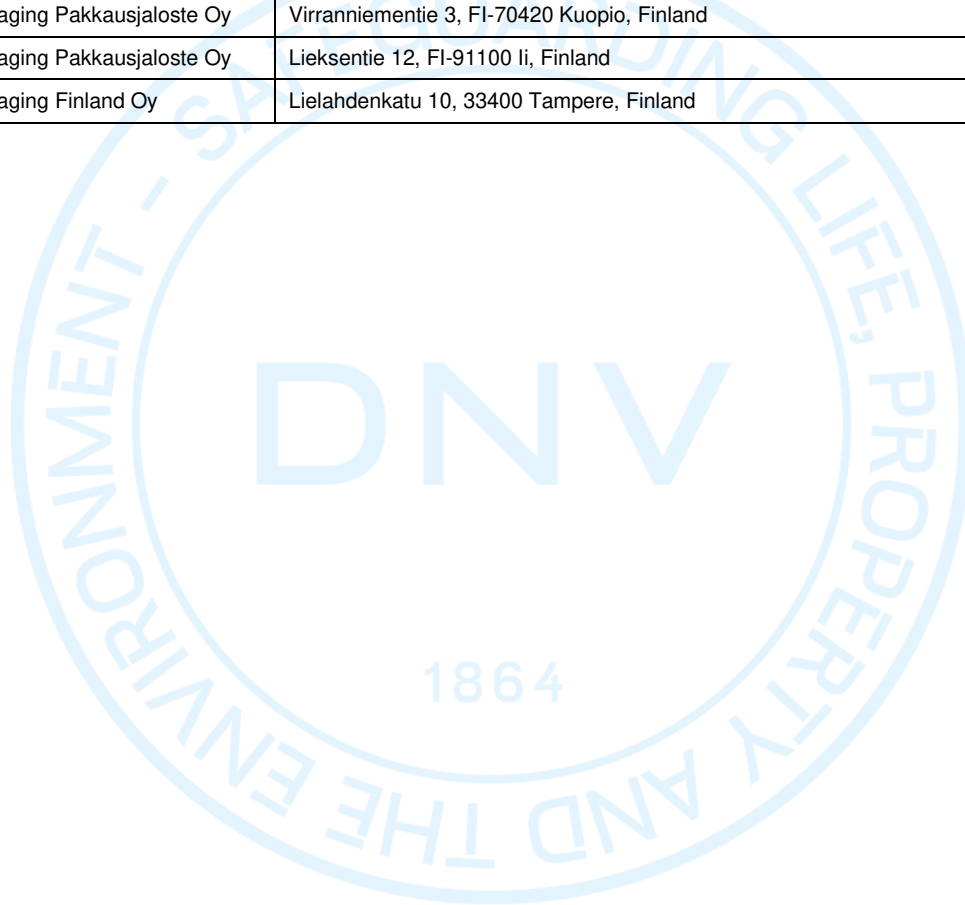 aging Pakkausjaloste Oy Virranniementie 3, FI-70420 Kuopio, Finland
aging Pakkausjaloste Oy Lieksentie 12, FI-91100 Ii, Finland
aging Finland Oy Lielahdenkatu 10, 33400 Tampere, Finland
SAFEGUARDING LIFE, PROPERTY AND THE ENVIRONMENT -
DNV
1864